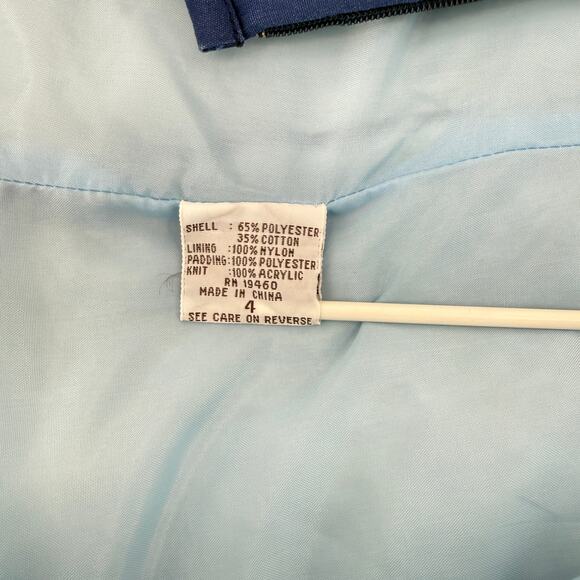 SHELL : 65% POLYESTER
35% COTTON
LINING :100% NYLON
PADDING:100% POLYESTER
KNIT :100% ACRYLIC
RN 19460
MADE IN CHINA
4
SEE CARE ON REVERSE